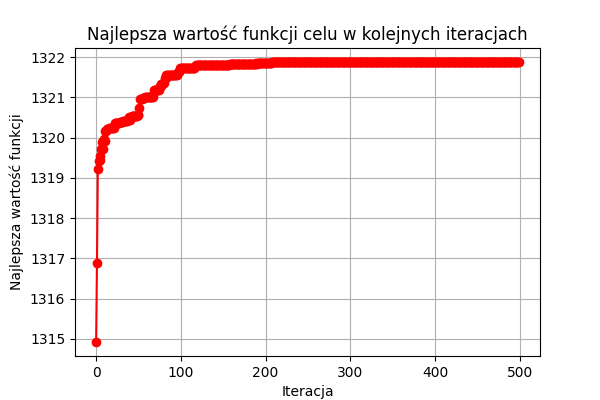 Najlepsza wartość funkcji celu w kolejnych iteracjach
Najlepsza wartość funkcji
1322
1321
1320
1319
1318
1317
1316
1315
0 100 200 300 400 500
Iteracja